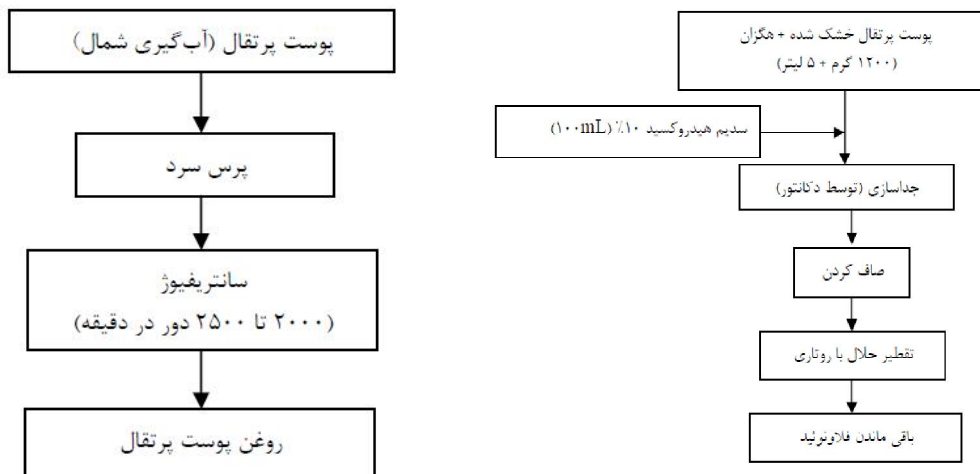 پوست پرتقال (آب‌گیری شمال)
پرس سرد
سانتریفیوژ
(۲۰۰۰ تا ۲۵۰۰ دور در دقیقه)
روغن پوست پرتقال
پوست پرتقال خشک شده + هگزان
(۱۲۰۰ گرم + ۵ لیتر)
سدیم هیدروکسید ۱۰٪ (۱۰۰mL)
جداسازی (توسط دکانتور)
صاف کردن
تقطیر حلال با روتاری
باقی ماندن فلاونوئید